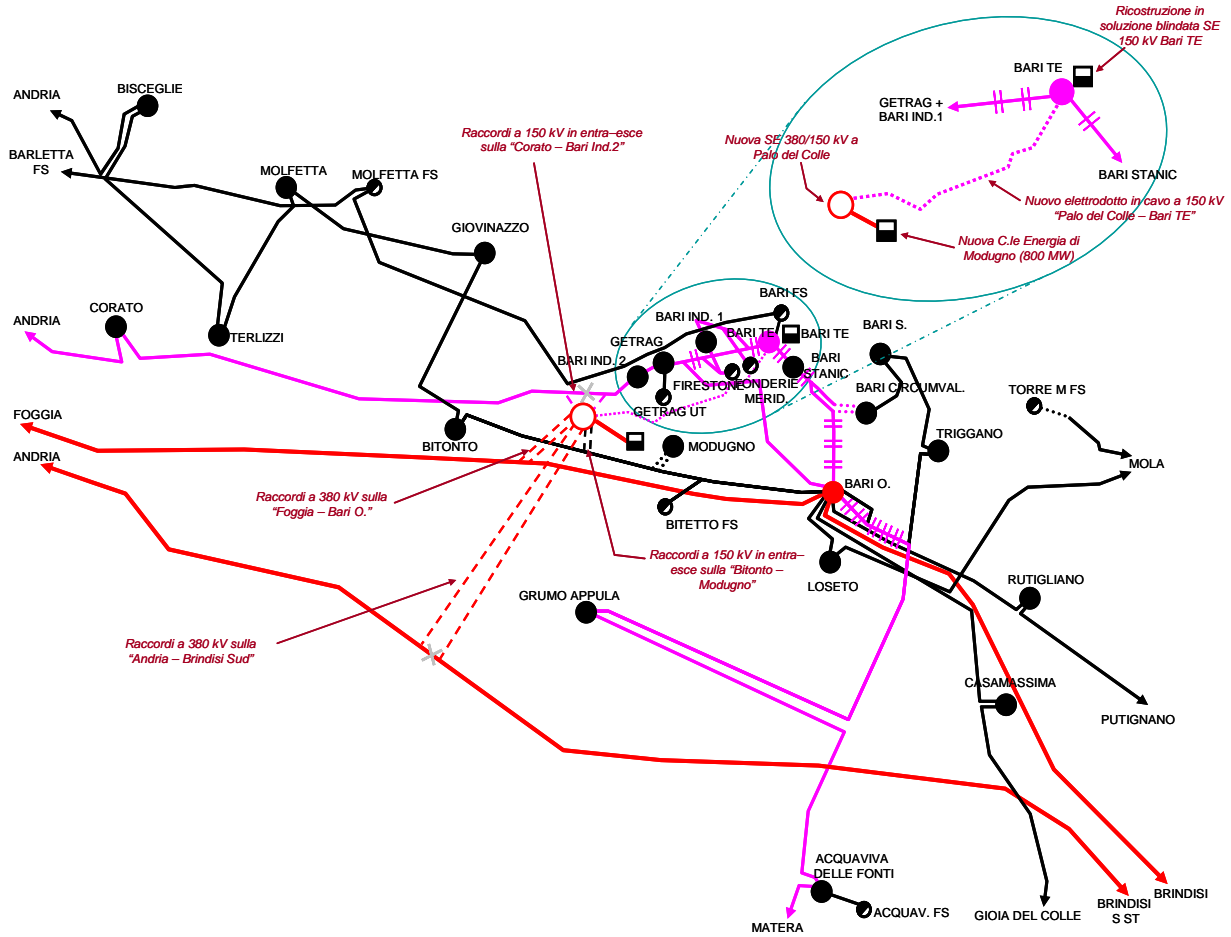 Ricostruzione in
soluzione blindata SE
150 kV Bari TE
BARI TE
GETRAG +
BARI IND.1
Nuova SE 380/150 kV a
Palo del Colle
BARI STANIC
Nuovo elettrodotto in cavo a 150 kV
“Palo del Colle – Bari TE”
Nuova C.le Energia di
Modugno (800 MW)
ANDRIA
BISCEGLIE
Raccordi a 150 kV in entra–esce
sulla “Corato – Bari Ind.2”
BARLETTA
FS
MOLFETTA
MOLFETTA FS
GIOVINAZZO
CORATO
ANDRIA
TERLIZZI
BARI FS
BARI IND. 1
BARI TE
BARI TE
BARI S.
GETRAG
BARI IND. 2
BARI
STANIC
FIRESTONE
FONDERIE
MERID.
BARI CIRCUMVAL.
TORRE M FS
GETRAG UT
FOGGIA
ANDRIA
BITONTO
MODUGNO
TRIGGANO
MOLA
BARI O.
Raccordi a 380 kV sulla
“Foggia – Bari O.”
BITETTO FS
Raccordi a 150 kV in entra–
esce sulla “Bitonto –
Modugno”
LOSETO
RUTIGLIANO
GRUMO APPULA
Raccordi a 380 kV sulla
“Andria – Brindisi Sud”
CASAMASSIMA
PUTIGNANO
ACQUAVIVA
DELLE FONTI
ACQUAV. FS
MATERA
GIOIA DEL COLLE
BRINDISI
S ST
BRINDISI